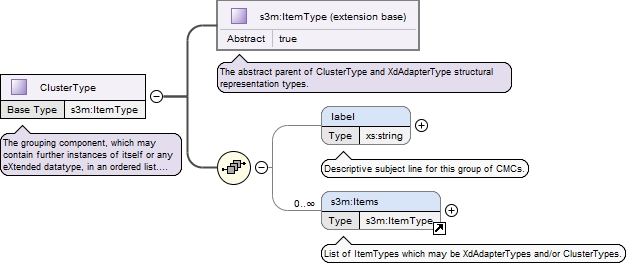 s3m:ItemType (extension base)
Abstract true
The abstract parent of ClusterType and XdAdapterType structural
representation types.
ClusterType
Base Type s3m:ItemType
The grouping component, which may
contain further instances of itself or any
eXtended datatype, in an ordered list....
label
Type xs:string
Descriptive subject line for this group of CMCs.
0..∞
s3m:Items
Type s3m:ItemType
List of ItemTypes which may be XdAdapterTypes and/or ClusterTypes.